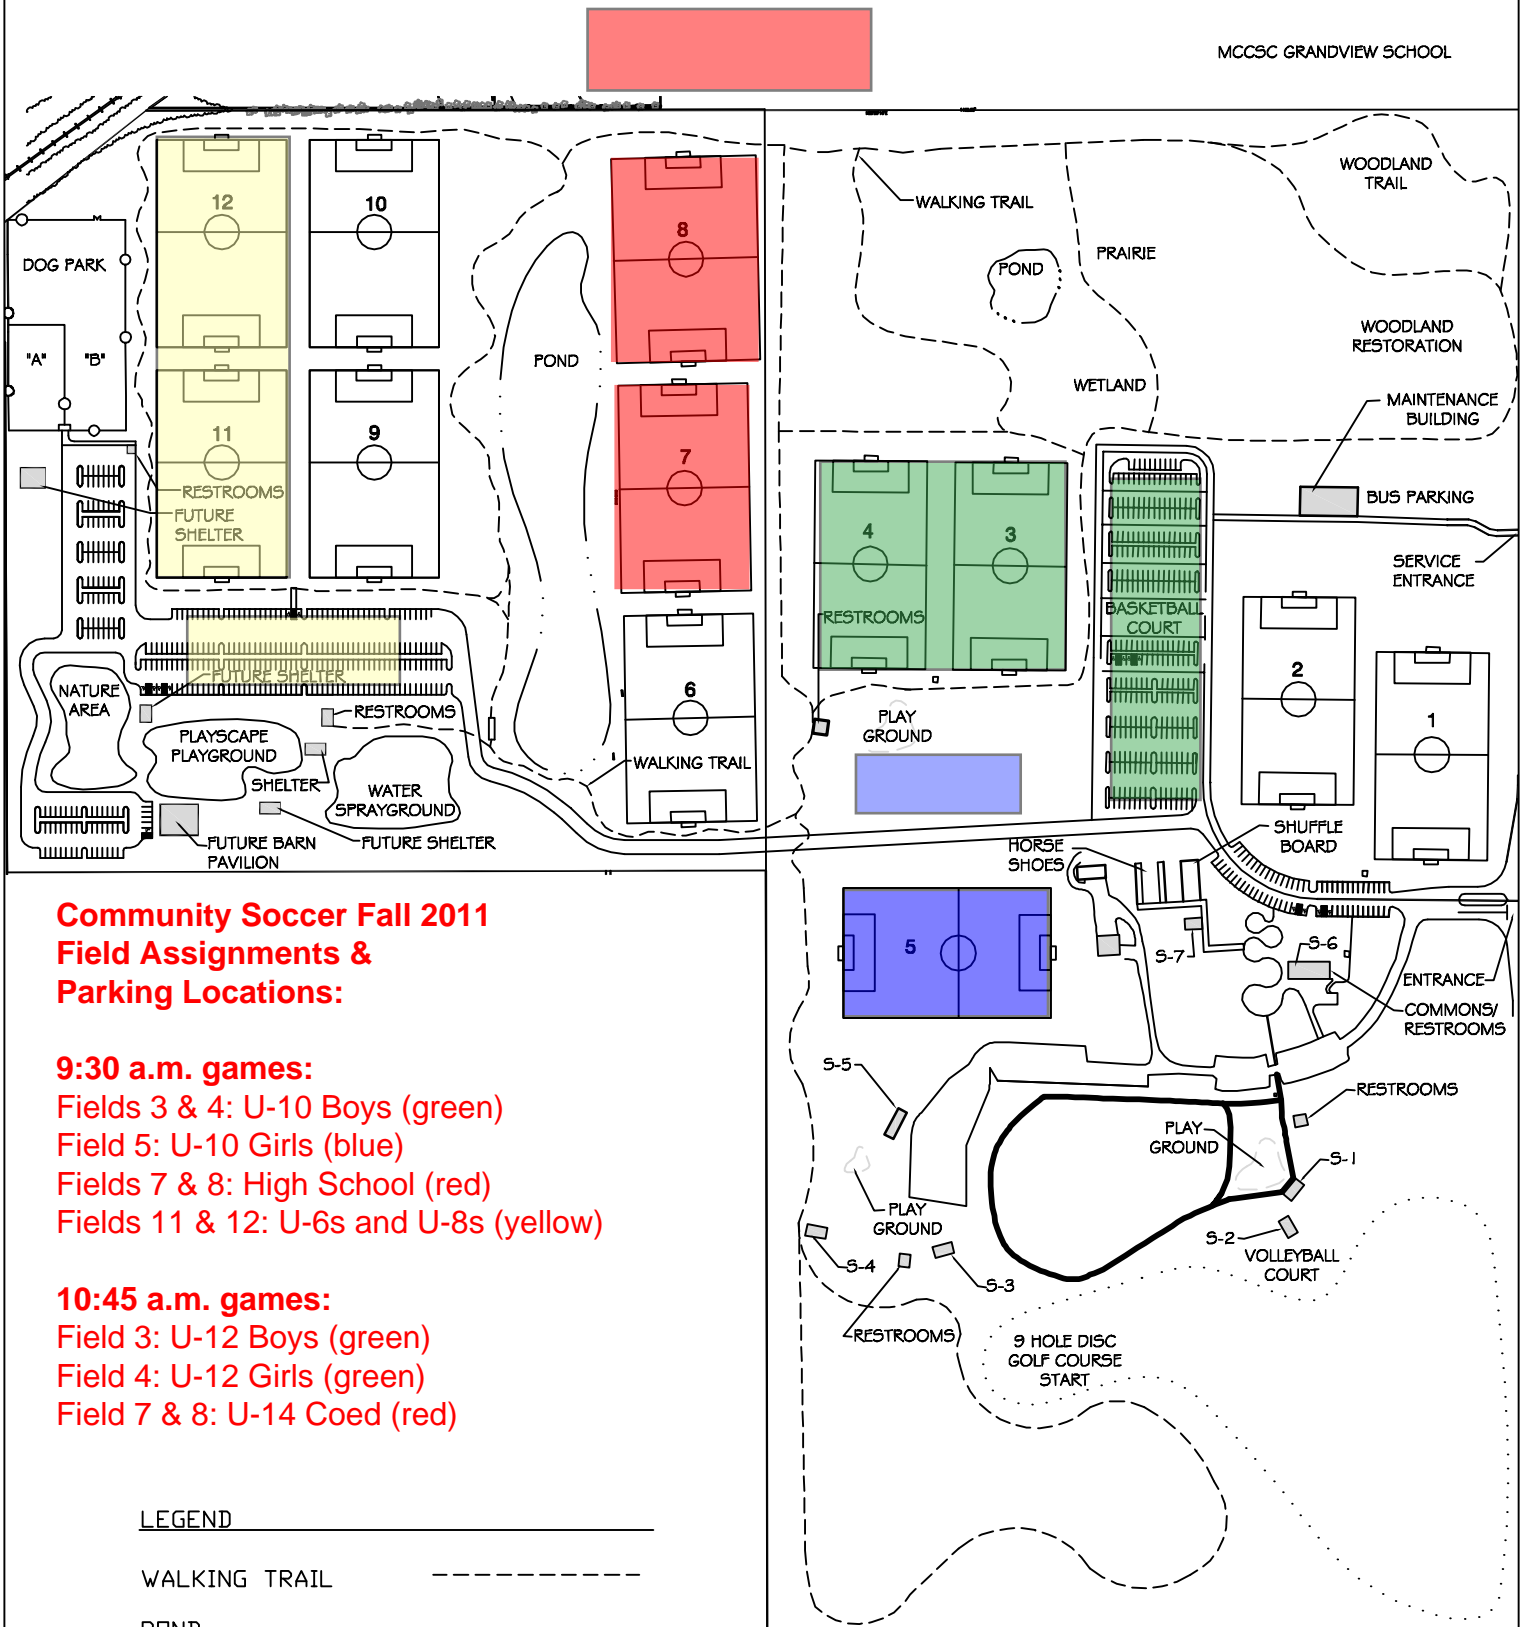 MCCSC GRANDVIEW SCHOOL
WOODLAND
TRAIL
WALKING TRAIL
12
10
8
PRAIRIE
DOG PARK
POND
WOODLAND
RESTORATION
"A"
"B"
POND
WETLAND
MAINTENANCE
BUILDING
11
9
7
RESTROOMS
BUS PARKING
FUTURE
SHELTER
4
3
SERVICE
ENTRANCE
RESTROOMS
BASKETBALL
COURT
2
FUTURE SHELTER
NATURE
AREA
6
RESTROOMS
PLAY
GROUND
1
PLAYSCAPE
PLAYGROUND
WALKING TRAIL
SHELTER
WATER
SPRAYGROUND
FUTURE BARN
PAVILION
FUTURE SHELTER
HORSE
SHOES
SHUFFLE
BOARD
Community Soccer Fall 2011
Field Assignments &
Parking Locations:
5
S-7
S-6
ENTRANCE
COMMONS/
RESTROOMS
9:30 a.m. games:
Fields 3 & 4: U-10 Boys (green)
Field 5: U-10 Girls (blue)
Fields 7 & 8: High School (red)
Fields 11 & 12: U-6s and U-8s (yellow)
S-5
RESTROOMS
PLAY
GROUND
S-1
PLAY
GROUND
S-2
VOLLEYBALL
COURT
S-4
S-3
RESTROOMS
9 HOLE DISC
GOLF COURSE
START
10:45 a.m. games:
Field 3: U-12 Boys (green)
Field 4: U-12 Girls (green)
Field 7 & 8: U-14 Coed (red)
LEGEND
WALKING TRAIL
POND